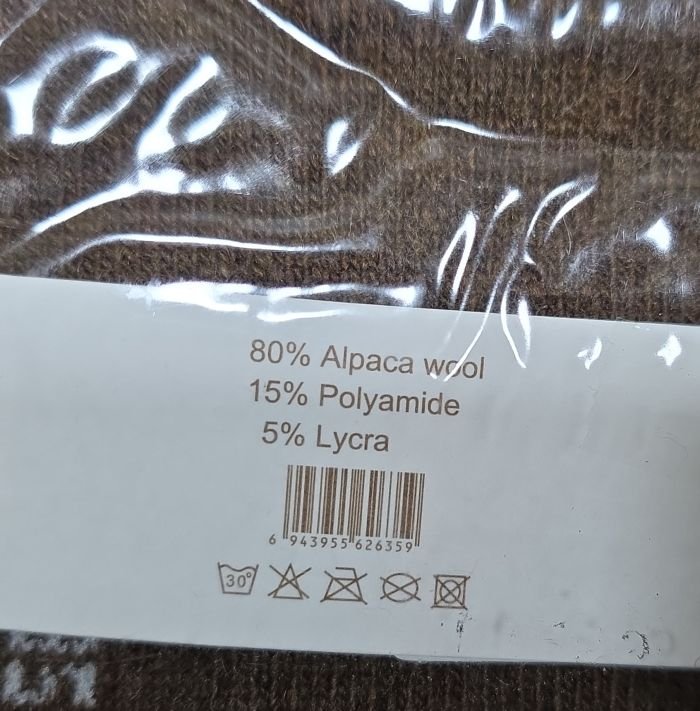 80% Alpaca wool
15% Polyamide
5% Lycra
6 943955 626359
30°